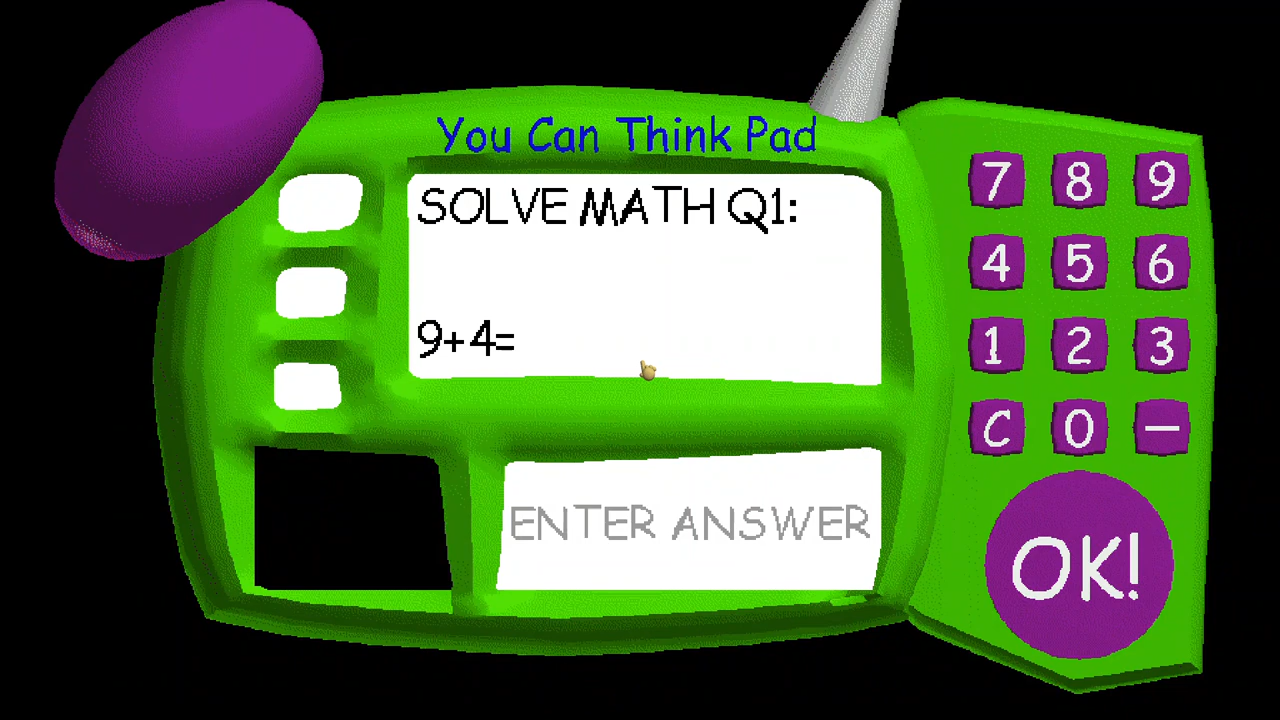 You Can Think Pad
SOLVE MATH Q1:
9+4=
ENTER ANSWER
7 8 9
4 5 6
1 2 3
C 0 –
OK!